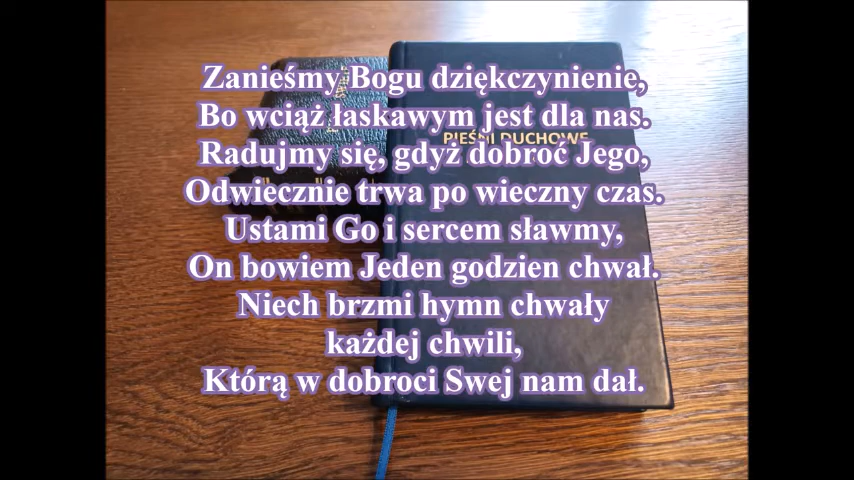 Zanieśmy Bogu dziękczynienie,
Bo wciąż łaskawym jest dla nas.
PIEŚNI DUCHOWE
Radujmy się, gdyż dobroć Jego,
Odwiecznie trwa po wieczny czas.
Ustami Go i sercem sławmy,
On bowiem Jeden godzien chwał.
Niech brzmi hymn chwały
każdej chwili,
Którą w dobroci Swej nam dał.